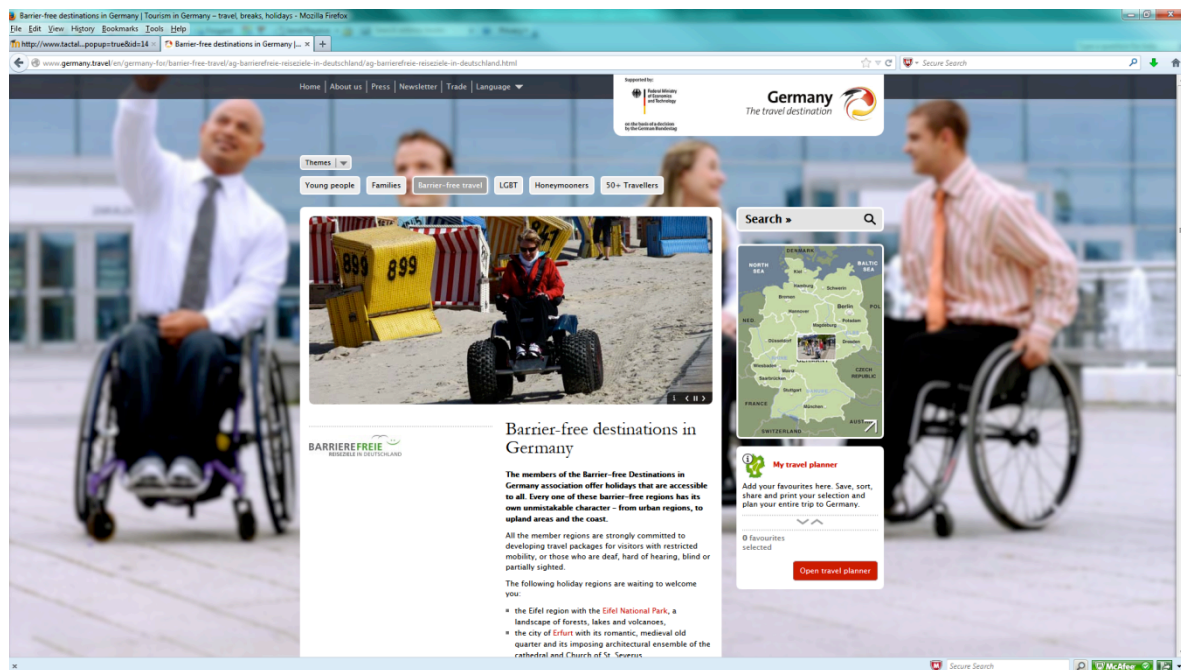 Barrier-free destinations in Germany | Tourism in Germany – travel, breaks, holidays - Mozilla Firefox
File Edit View History Bookmarks Tools Help
http://www.tactal...popup=true&id=14
Barrier-free destinations in Germany |...
www.germany.travel/en/germany-for/barrier-free-travel/ag-barrierefreie-reiseziele-in-deutschland/ag-barrierefreie-reiseziele-in-deutschland.html
Secure Search
Home | About us | Press | Newsletter | Trade | Language
Supported by:
Federal Ministry
of Economics
and Technology
on the basis of a decision
by the German Bundestag
Germany
The travel destination
Themes
Young people
Families
Barrier-free travel
LGBT
Honeymooners
50+ Travellers
899 899
Search »
DENMARK
NORTH
SEA
BALTIC
SEA
Kiel
Hamburg
Schwerin
Bremen
Berlin
POL
Hannover
Potsdam
NED
Magdeburg
Düsseldorf
Dresden
Wiesbaden
Mainz
CZECH
REPUBLIC
Saarbrücken
Stuttgart
FRANCE
München
AUST
SWITZERLAND
BARRIEREFREIE
REISEZIELE IN DEUTSCHLAND
Barrier-free destinations in
Germany
The members of the Barrier-free Destinations in
Germany association offer holidays that are accessible
to all. Every one of these barrier-free regions has its
own unmistakable character – from urban regions, to
upland areas and the coast.
All the member regions are strongly committed to
developing travel packages for visitors with restricted
mobility, or those who are deaf, hard of hearing, blind or
partially sighted.
The following holiday regions are waiting to welcome
you:
the Eifel region with the Eifel National Park, a
landscape of forests, lakes and volcanoes,
the city of Erfurt with its romantic, medieval old
quarter and its imposing architectural ensemble of the
cathedral and Church of St. Severus
My travel planner
Add your favourites here. Save, sort,
share and print your selection and
plan your entire trip to Germany.
0 favourites
selected
Open travel planner
Secure Search
McAfee